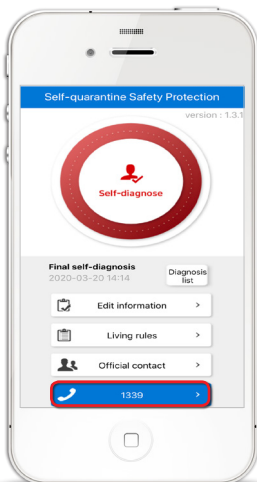 Self-quarantine Safety Protection
version : 1.3.1
Self-diagnose
Final self-diagnosis
2020-03-20 14:14
Diagnosis
list
Edit information
Living rules
Official contact
1339